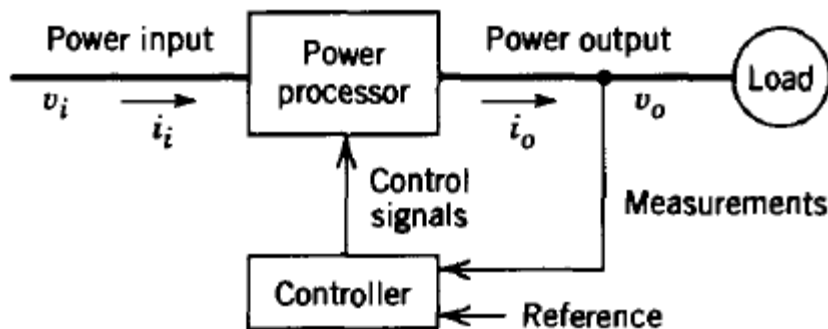 Power input
Power
processor
Power output
Load
v_i
i_i
i_o
v_o
Control
signals
Measurements
Controller
Reference